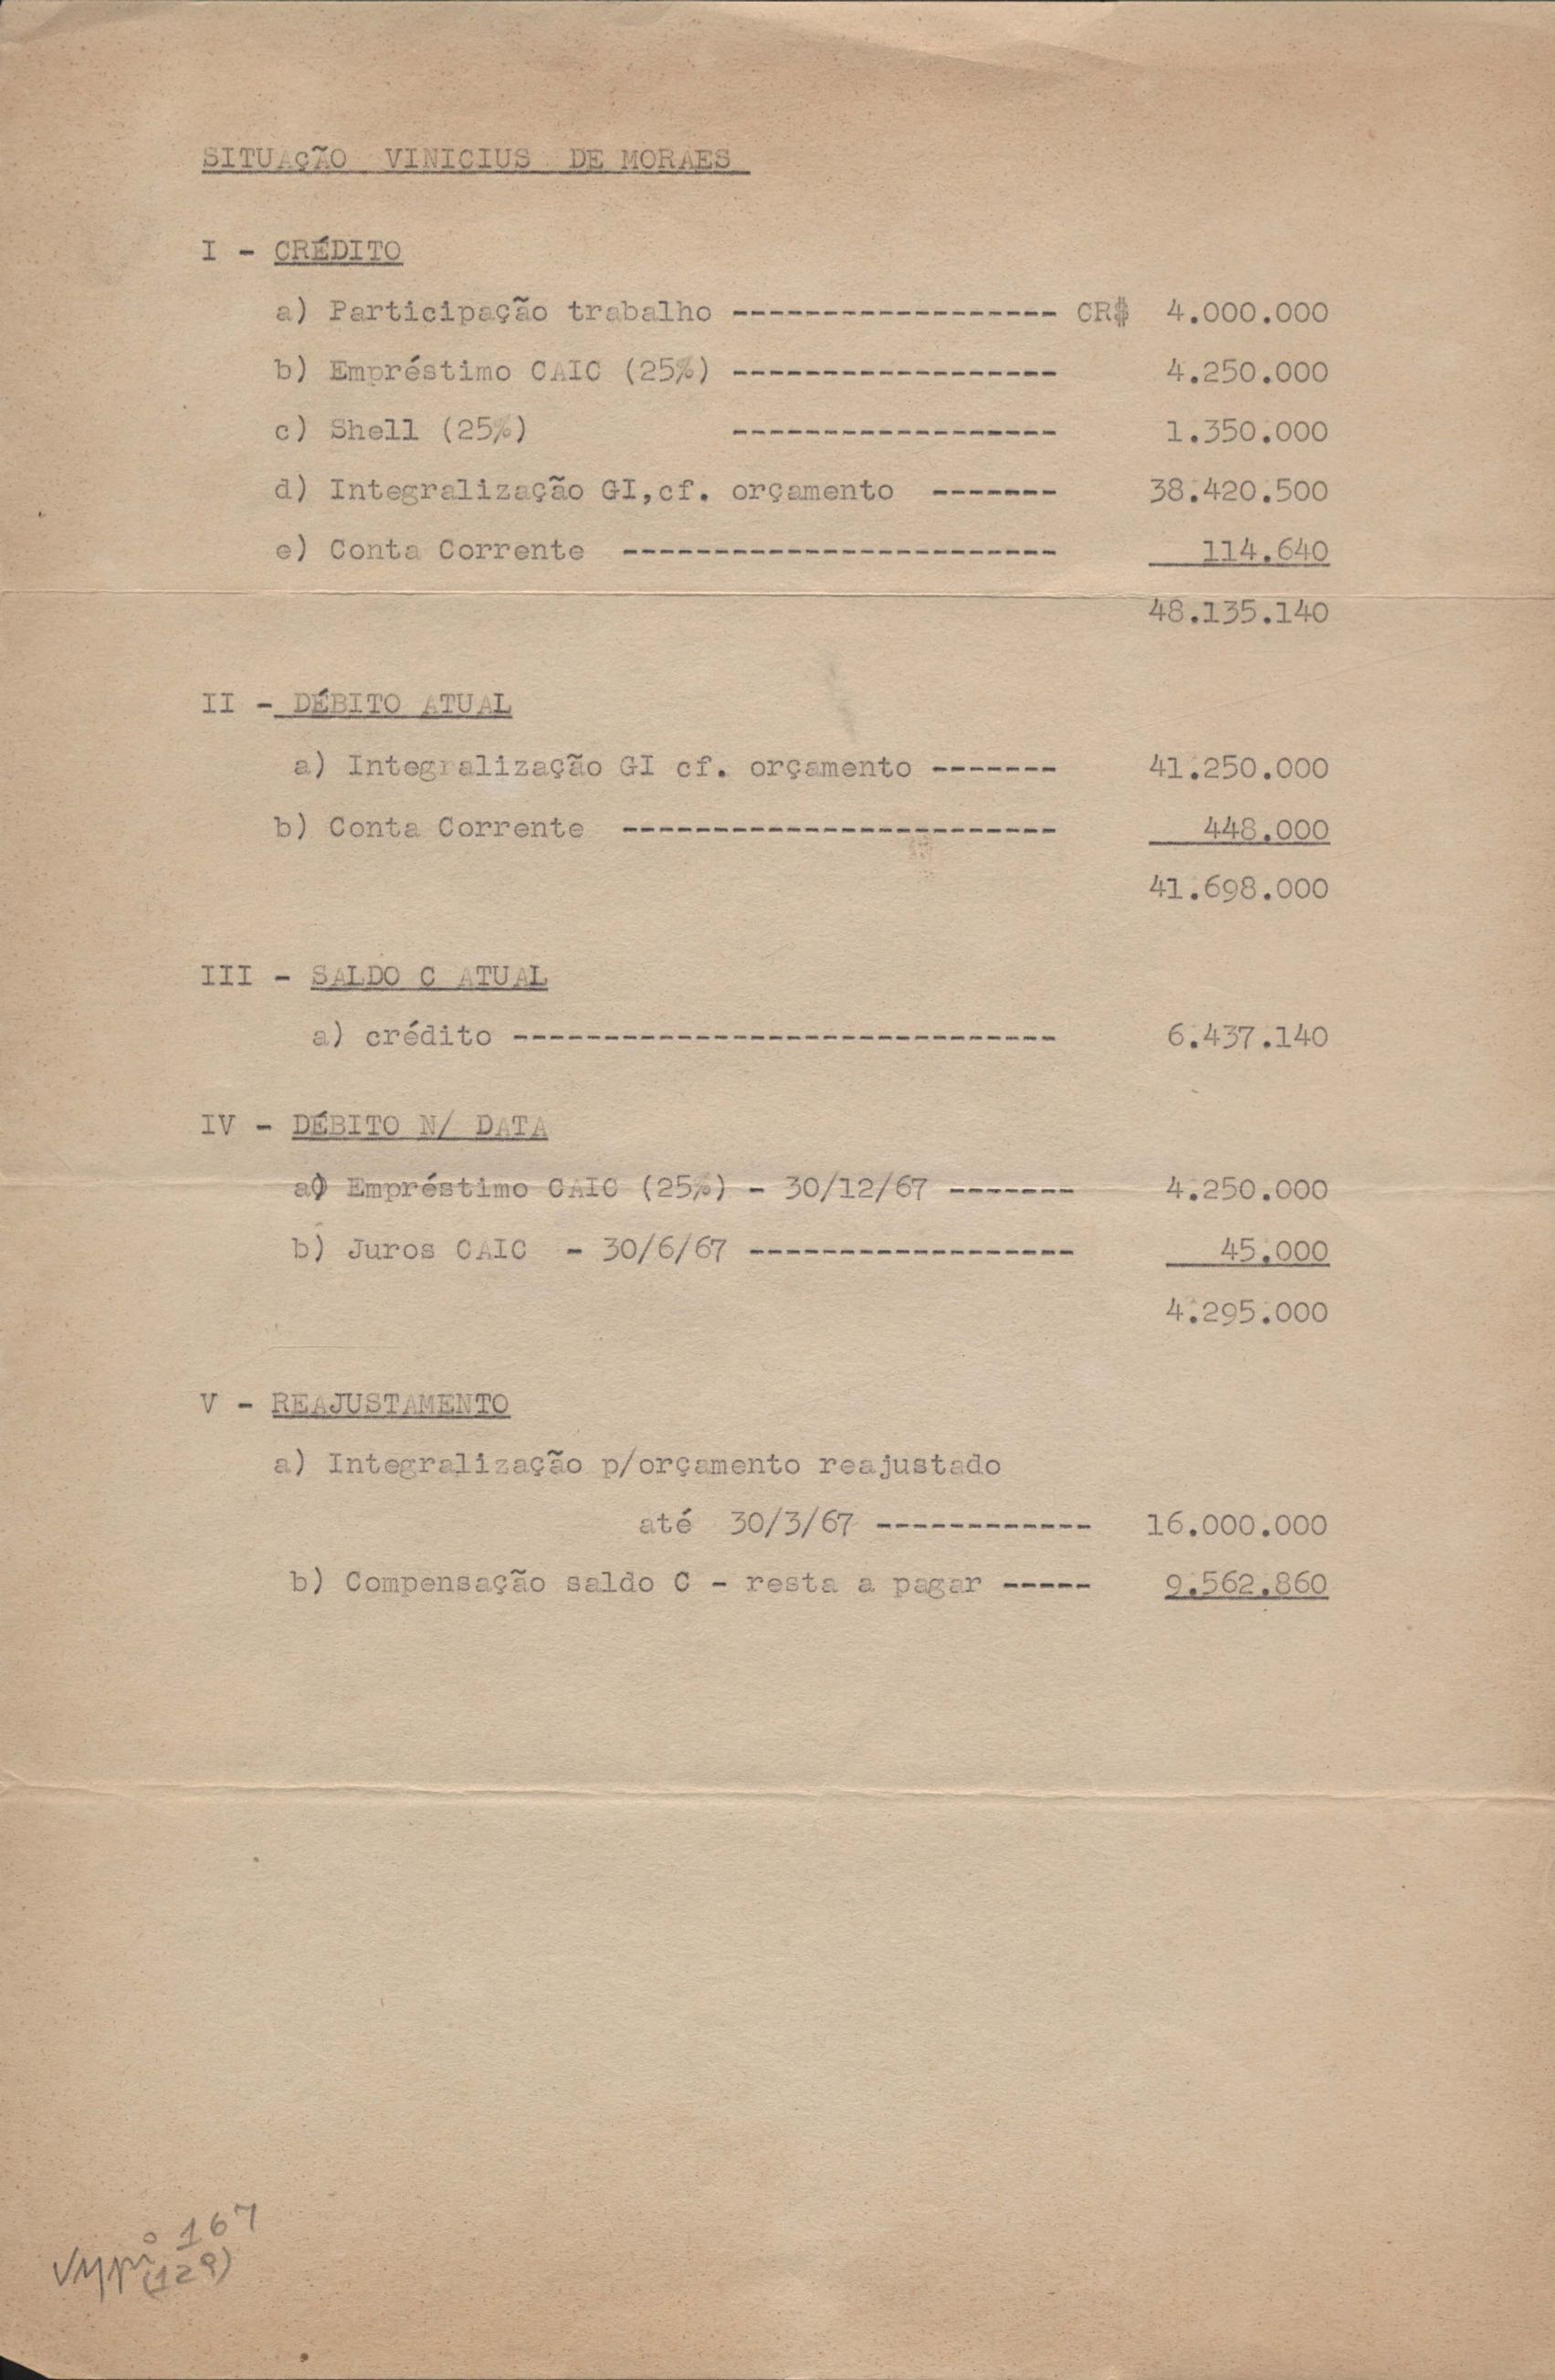 SITUAÇÃO VINICIUS DE MORAES
I - CRÉDITO
a) Participação trabalho ------------------ CR$ 4.000.000
b) Empréstimo CAIC (25%) ------------------ 4.250.000
c) Shell (25%) ------------------ 1.350.000
d) Integralização GI,cf. orçamento ------- 38.420.500
e) Conta Corrente ------------------------ 114.640
48.135.140
II - DÉBITO ATUAL
a) Integralização GI cf. orçamento ------- 41.250.000
b) Conta Corrente ------------------------ 448.000
41.698.000
III - SALDO C ATUAL
a) crédito ------------------------------ 6.437.140
IV - DÉBITO N/ DATA
a) Empréstimo CAIC (25%) - 30/12/67 ------- 4.250.000
b) Juros CAIC - 30/6/67 ------------------ 45.000
4.295.000
V - REAJUSTAMENTO
a) Integralização p/orçamento reajustado
até 30/3/67 ------------ 16.000.000
b) Compensação saldo C - resta a pagar ----- 9.562.860
167